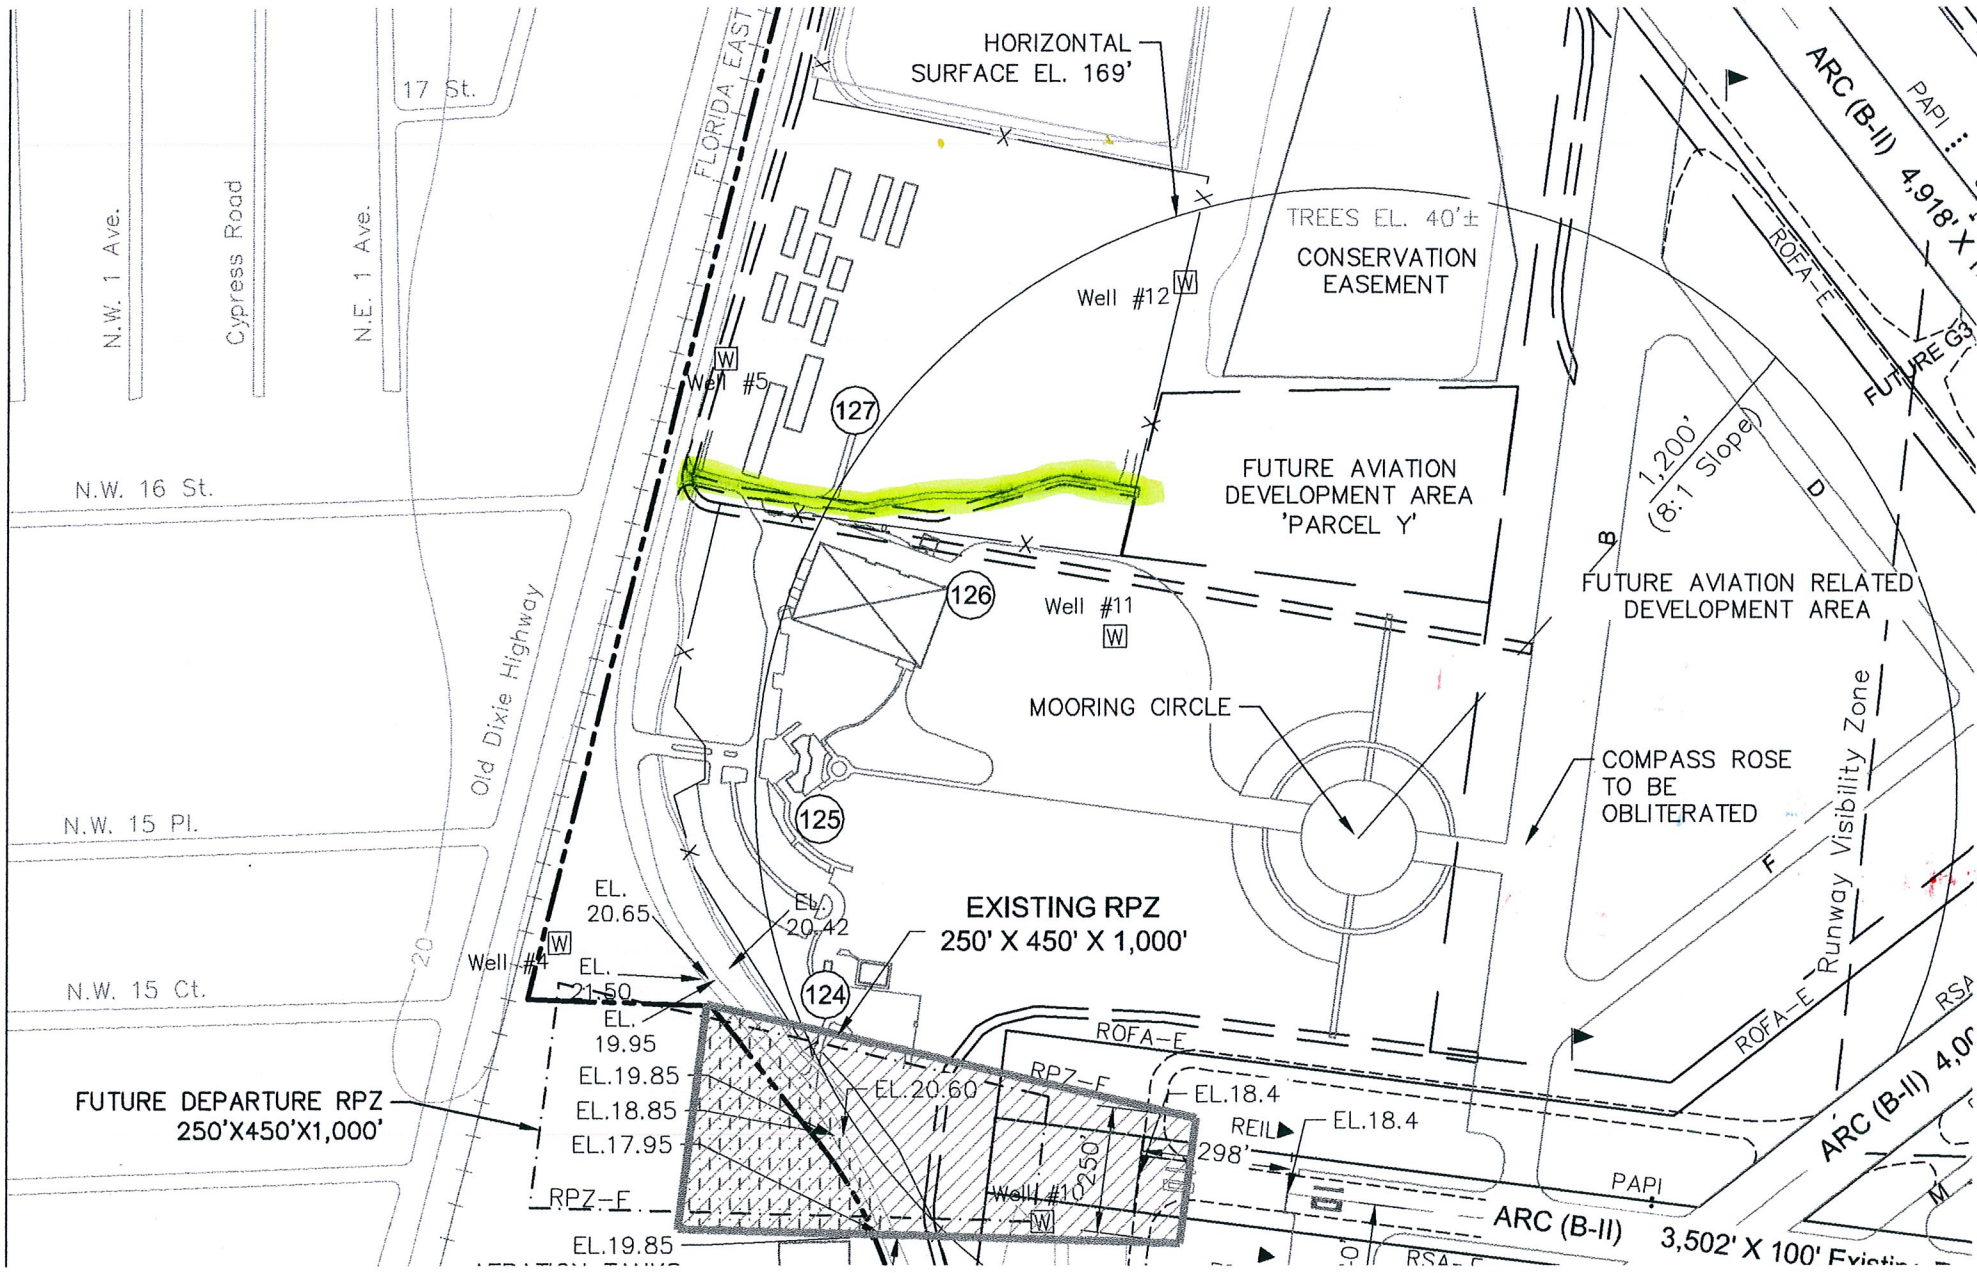 HORIZONTAL
SURFACE EL. 169'
17 St.
FLORIDA EAST
ARC (B-II) 4,918' X
PAPI
N.W. 1 Ave.
Cypress Road
N.E. 1 Ave.
TREES EL. 40'±
CONSERVATION
EASEMENT
ROFA-E
Well #12
W
FUTURE G3
W
Well #5
127
1,200'
(8:1 Slope)
FUTURE AVIATION
DEVELOPMENT AREA
'PARCEL Y'
N.W. 16 St.
D
B
126
Well #11
W
FUTURE AVIATION RELATED
DEVELOPMENT AREA
Old Dixie Highway
MOORING CIRCLE
COMPASS ROSE
TO BE
OBLITERATED
Runway Visibility Zone
125
N.W. 15 Pl.
F
EL.
20.65
EL.
20.42
EXISTING RPZ
250' X 450' X 1,000'
20
Well #4
W
EL.
21.50
N.W. 15 Ct.
124
EL.
19.95
ROFA-E
ROFA-E
RSA
EL.19.85
EL.20.60
RPZ-E
EL.18.4
ARC (B-II) 4,00
FUTURE DEPARTURE RPZ
250'X450'X1,000'
EL.18.85
EL.17.95
REIL
EL.18.4
250'
298'
RPZ-F
Well #10
W
PAPI
M
ARC (B-II) 3,502' X 100'
EL.19.85